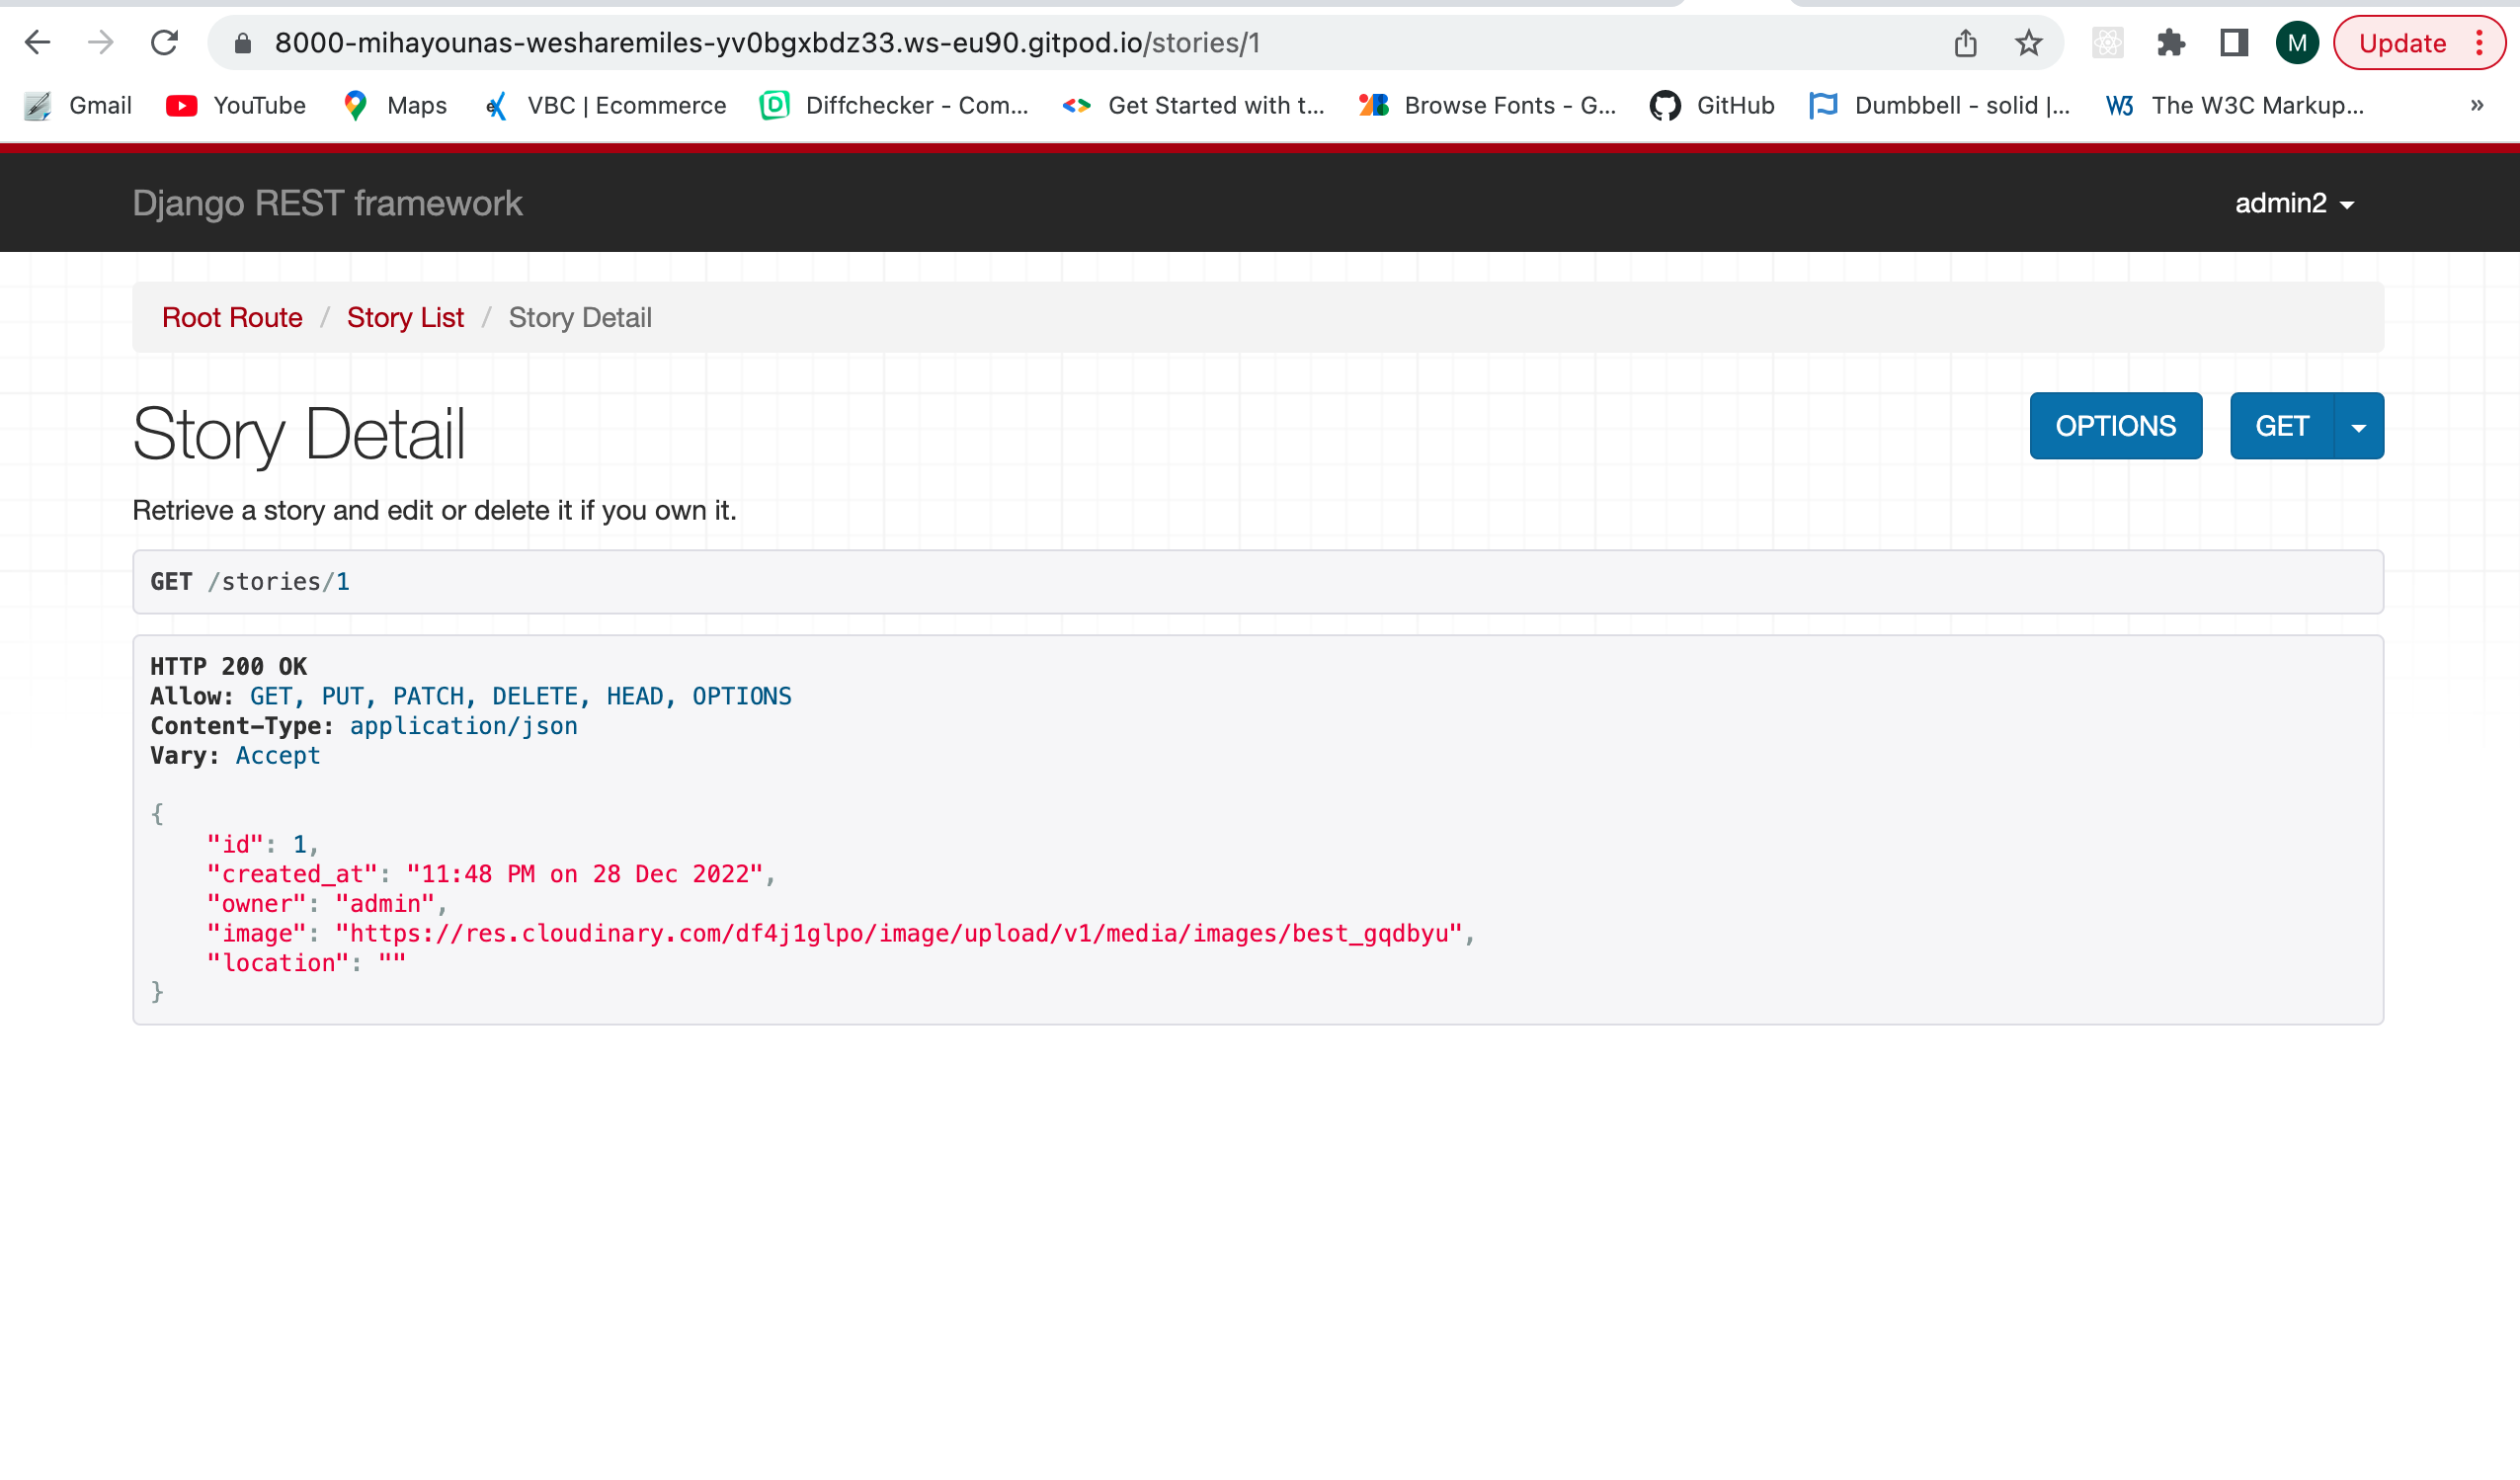 8000-mihayounas-wesharemiles-yv0bgxbdz33.ws-eu90.gitpod.io/stories/1
M
Update
Gmail
YouTube
Maps
VBC | Ecommerce
Diffchecker - Com...
Get Started with t...
Browse Fonts - G...
GitHub
Dumbbell - solid |...
W3 The W3C Markup...
»
Django REST framework
admin2
Root Route / Story List / Story Detail
Story Detail
OPTIONS
GET
Retrieve a story and edit or delete it if you own it.
GET /stories/1
HTTP 200 OK
Allow: GET, PUT, PATCH, DELETE, HEAD, OPTIONS
Content-Type: application/json
Vary: Accept
{
"id": 1,
"created_at": "11:48 PM on 28 Dec 2022",
"owner": "admin",
"image": "https://res.cloudinary.com/df4j1glpo/image/upload/v1/media/images/best_gqdbyu",
"location": ""
}